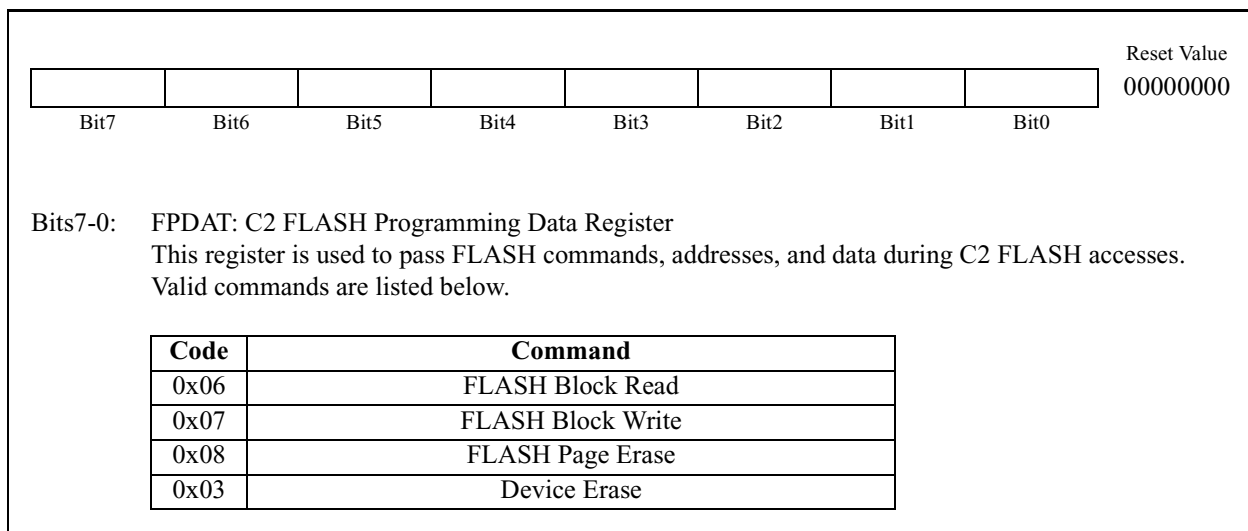 Reset Value
00000000
Bit7 Bit6 Bit5 Bit4 Bit3 Bit2 Bit1 Bit0
Bits7-0: FPDAT: C2 FLASH Programming Data Register
This register is used to pass FLASH commands, addresses, and data during C2 FLASH accesses.
Valid commands are listed below.
Code Command
0x06 FLASH Block Read
0x07 FLASH Block Write
0x08 FLASH Page Erase
0x03 Device Erase